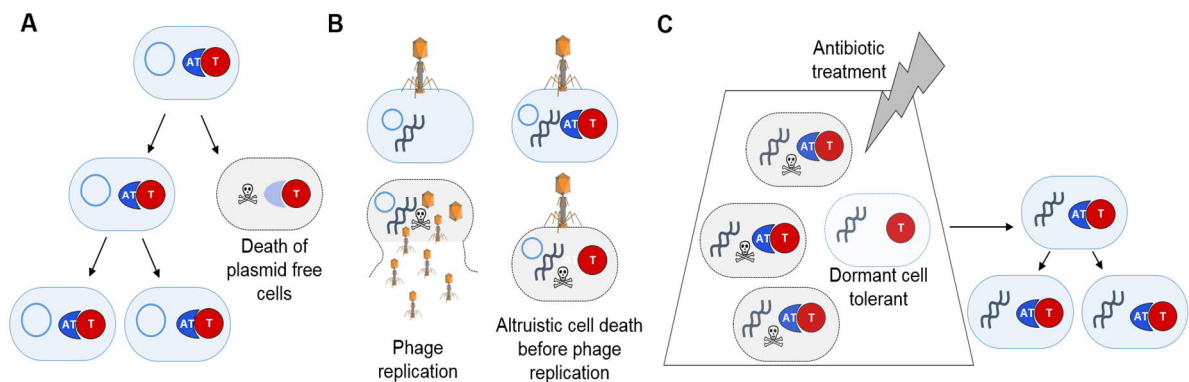 A
AT T
AT T
T
Death of
plasmid free
cells
AT T
AT T
B
AT T
T
Phage
replication
Altruistic cell death
before phage
replication
C
Antibiotic
treatment
AT T
AT T
T
Dormant cell
tolerant
AT T
AT T
AT T
AT T